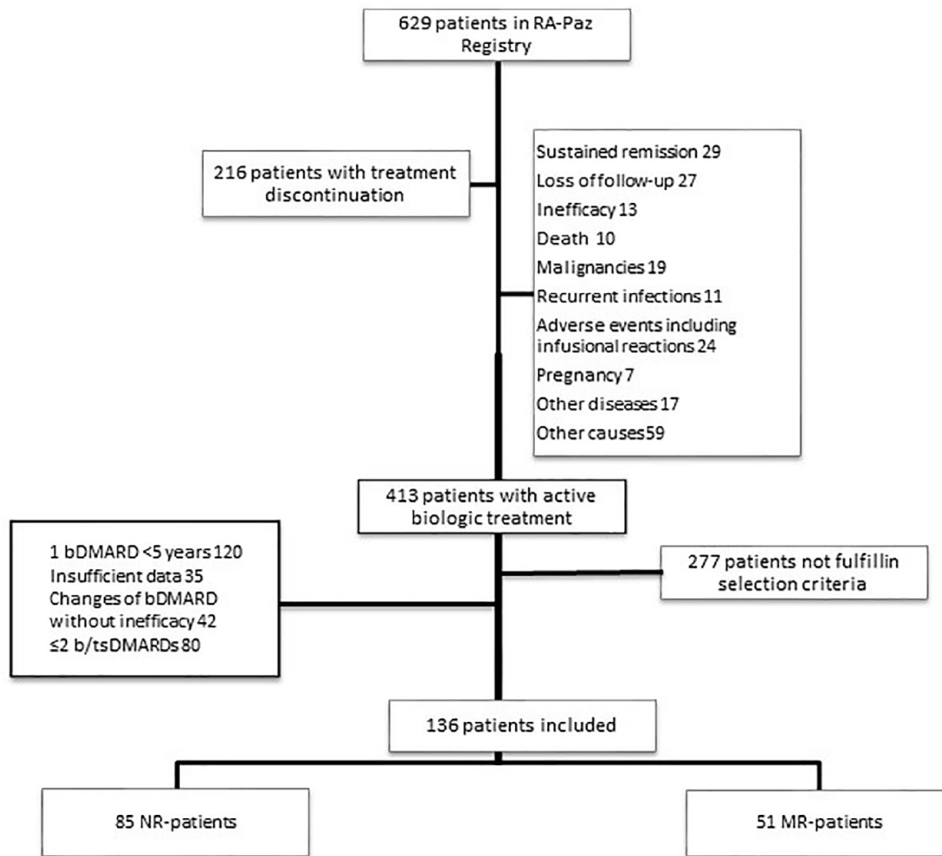 629 patients in RA-Paz
Registry
216 patients with treatment
discontinuation
Sustained remission 29
Loss of follow-up 27
Inefficacy 13
Death 10
Malignancies 19
Recurrent infections 11
Adverse events including
infusional reactions 24
Pregnancy 7
Other diseases 17
Other causes 59
413 patients with active
biologic treatment
1 bDMARD <5 years 120
Insufficient data 35
Changes of bDMARD
without inefficacy 42
≤2 b/tsDMARDs 80
277 patients not fulfillin
selection criteria
136 patients included
85 NR-patients
51 MR-patients